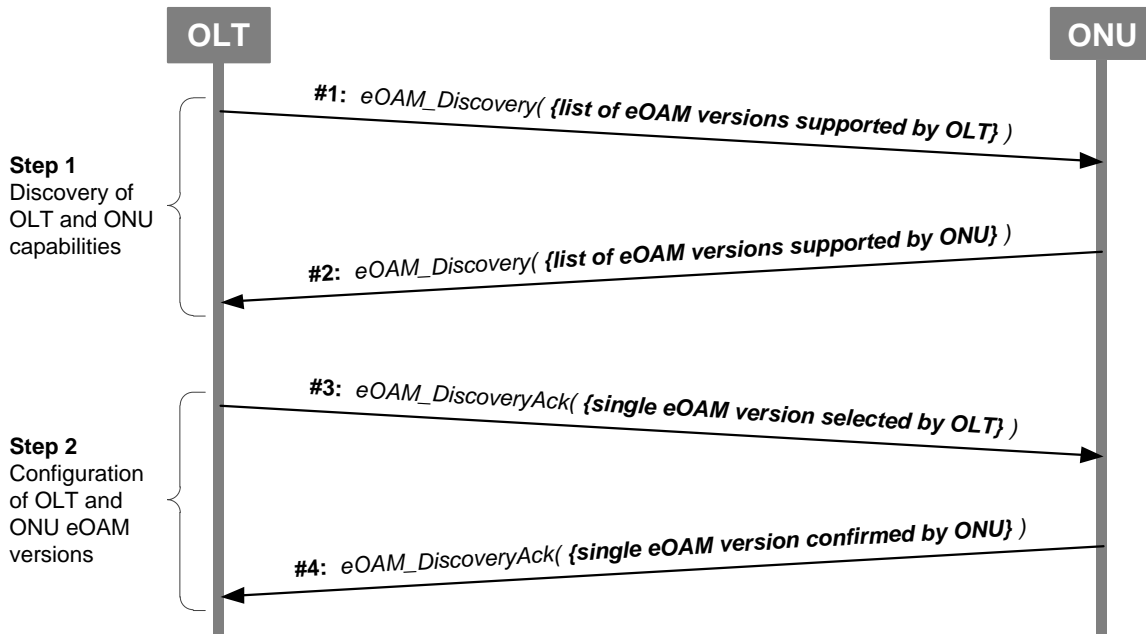 OLT
ONU
#1: eOAM_Discovery( {list of eOAM versions supported by OLT} )
Step 1
Discovery of
OLT and ONU
capabilities
#2: eOAM_Discovery( {list of eOAM versions supported by ONU} )
#3: eOAM_DiscoveryAck( {single eOAM version selected by OLT} )
Step 2
Configuration
of OLT and
ONU eOAM
versions
#4: eOAM_DiscoveryAck( {single eOAM version confirmed by ONU} )